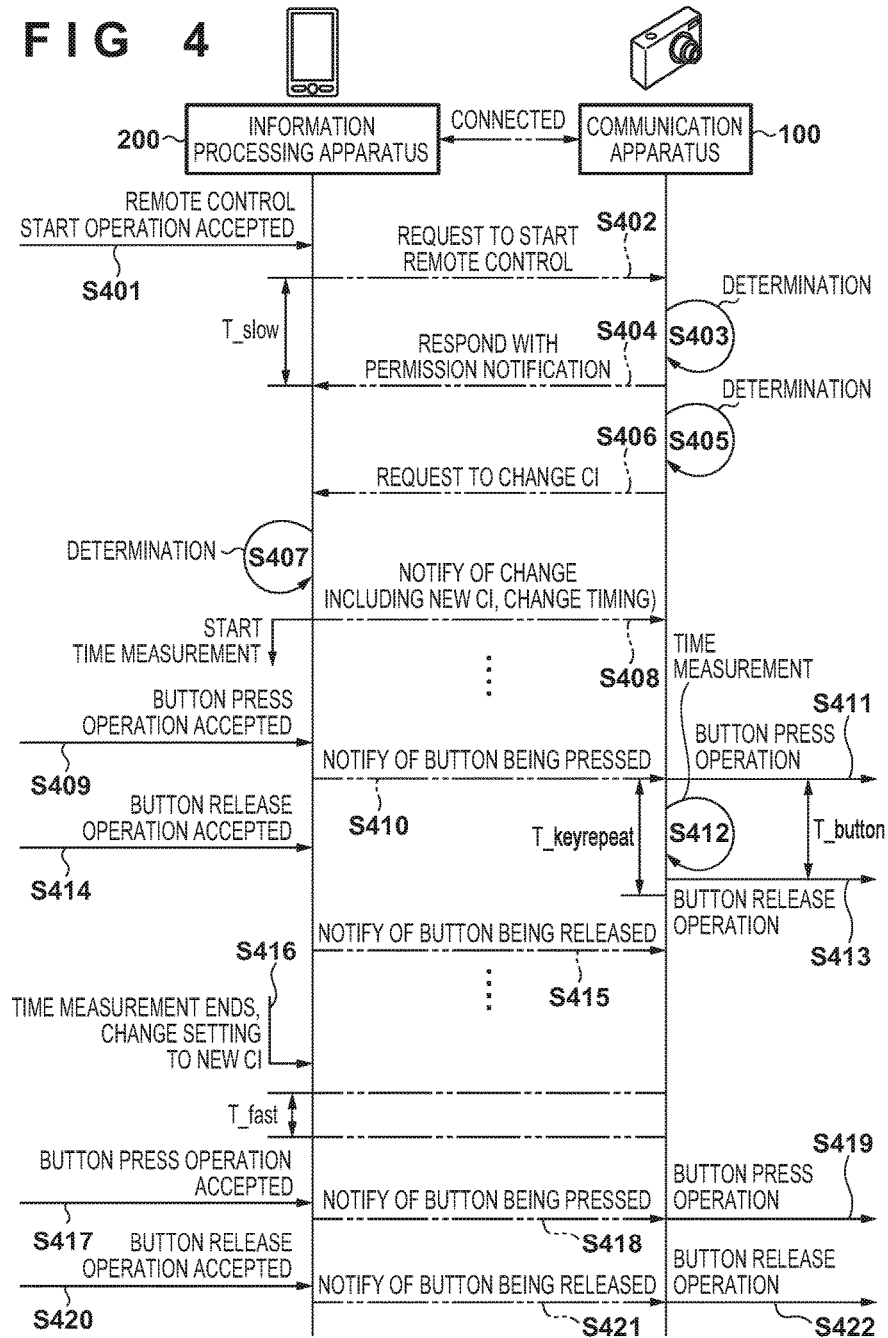 FIG 4
200
INFORMATION
PROCESSING APPARATUS
CONNECTED
COMMUNICATION
APPARATUS
100
REMOTE CONTROL
START OPERATION ACCEPTED
S401
REQUEST TO START
REMOTE CONTROL
S402
T_slow
DETERMINATION
S403
S404
RESPOND WITH
PERMISSION NOTIFICATION
DETERMINATION
S405
S406
REQUEST TO CHANGE CI
DETERMINATION
S407
NOTIFY OF CHANGE
INCLUDING NEW CI, CHANGE TIMING)
START
TIME MEASUREMENT
S408
TIME
MEASUREMENT
BUTTON PRESS
OPERATION ACCEPTED
S409
NOTIFY OF BUTTON BEING PRESSED
S410
BUTTON PRESS
OPERATION
S411
BUTTON RELEASE
OPERATION ACCEPTED
S414
T_keyrepeat
S412
T_button
BUTTON RELEASE
OPERATION
S413
NOTIFY OF BUTTON BEING RELEASED
S415
S416
TIME MEASUREMENT ENDS,
CHANGE SETTING
TO NEW CI
T_fast
BUTTON PRESS OPERATION
ACCEPTED
S417
NOTIFY OF BUTTON BEING PRESSED
S418
BUTTON PRESS
OPERATION
S419
BUTTON RELEASE
OPERATION ACCEPTED
S420
NOTIFY OF BUTTON BEING RELEASED
S421
BUTTON RELEASE
OPERATION
S422